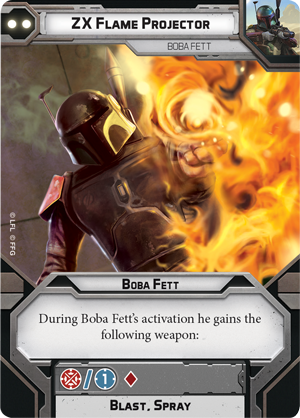 ZX Flame Projector
BOBA FETT
© LFL © FFG
Boba Fett
During Boba Fett's activation he gains the
following weapon:
/ 1
Blast, Spray